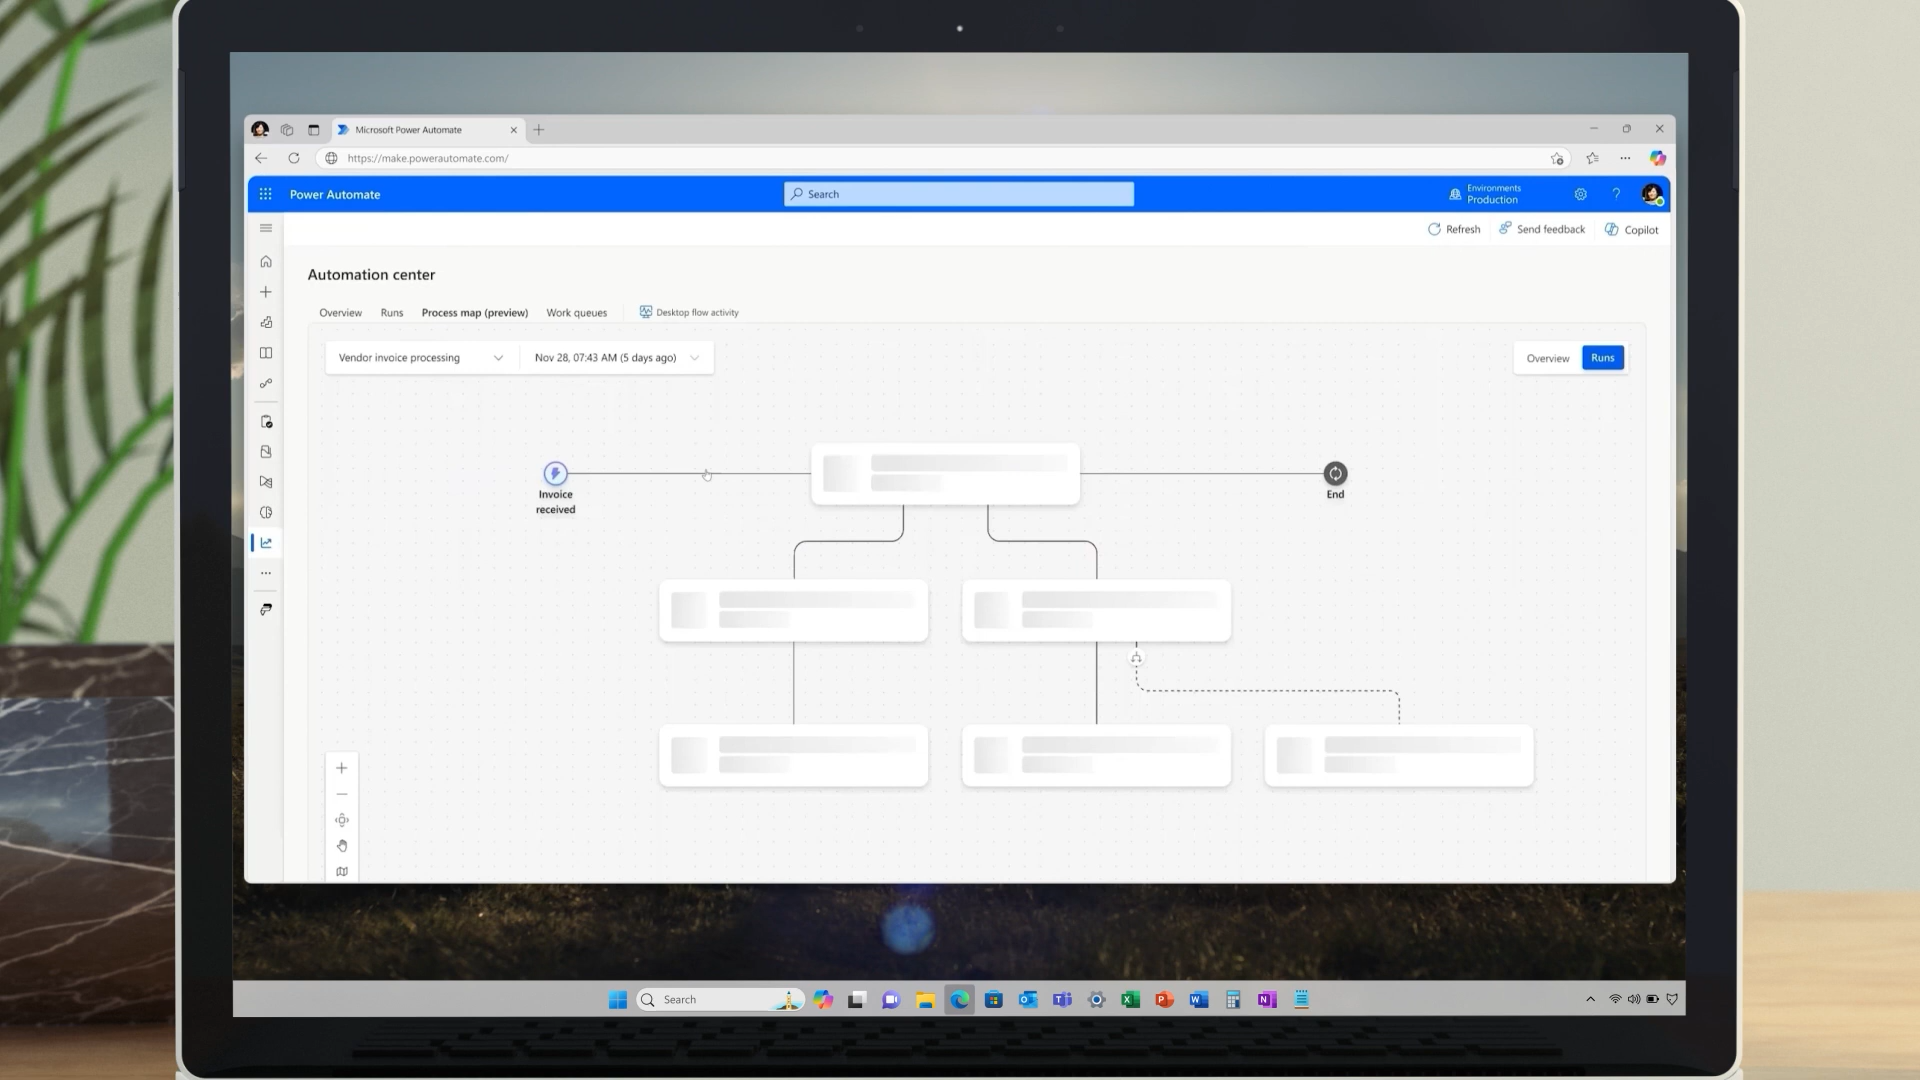 Microsoft Power Automate
https://make.powerautomate.com/
Power Automate
Search
Environments
Production
Refresh
Send feedback
Copilot
Automation center
Overview
Runs
Process map (preview)
Work queues
Desktop flow activity
Vendor invoice processing
Nov 28, 07:43 AM (5 days ago)
Overview
Runs
Invoice
received
End
Search